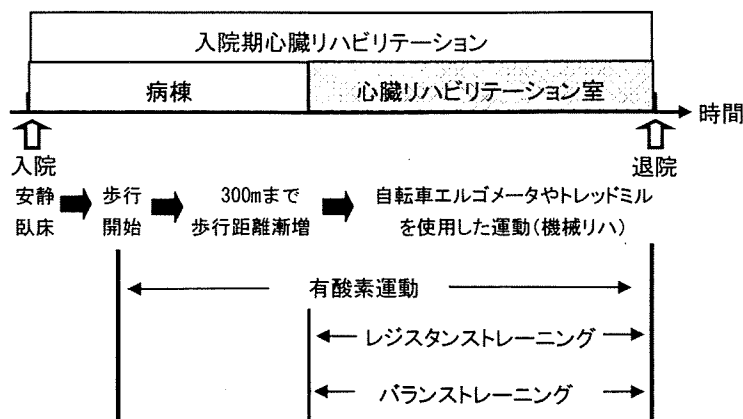 入院期心臓リハビリテーション
病棟
心臓リハビリテーション室
時間
入院
退院
安静
臥床
歩行
開始
300mまで
歩行距離漸増
自転車エルゴメータやトレッドミル
を使用した運動(機械リハ)
有酸素運動
レジスタンストレーニング
バランストレーニング